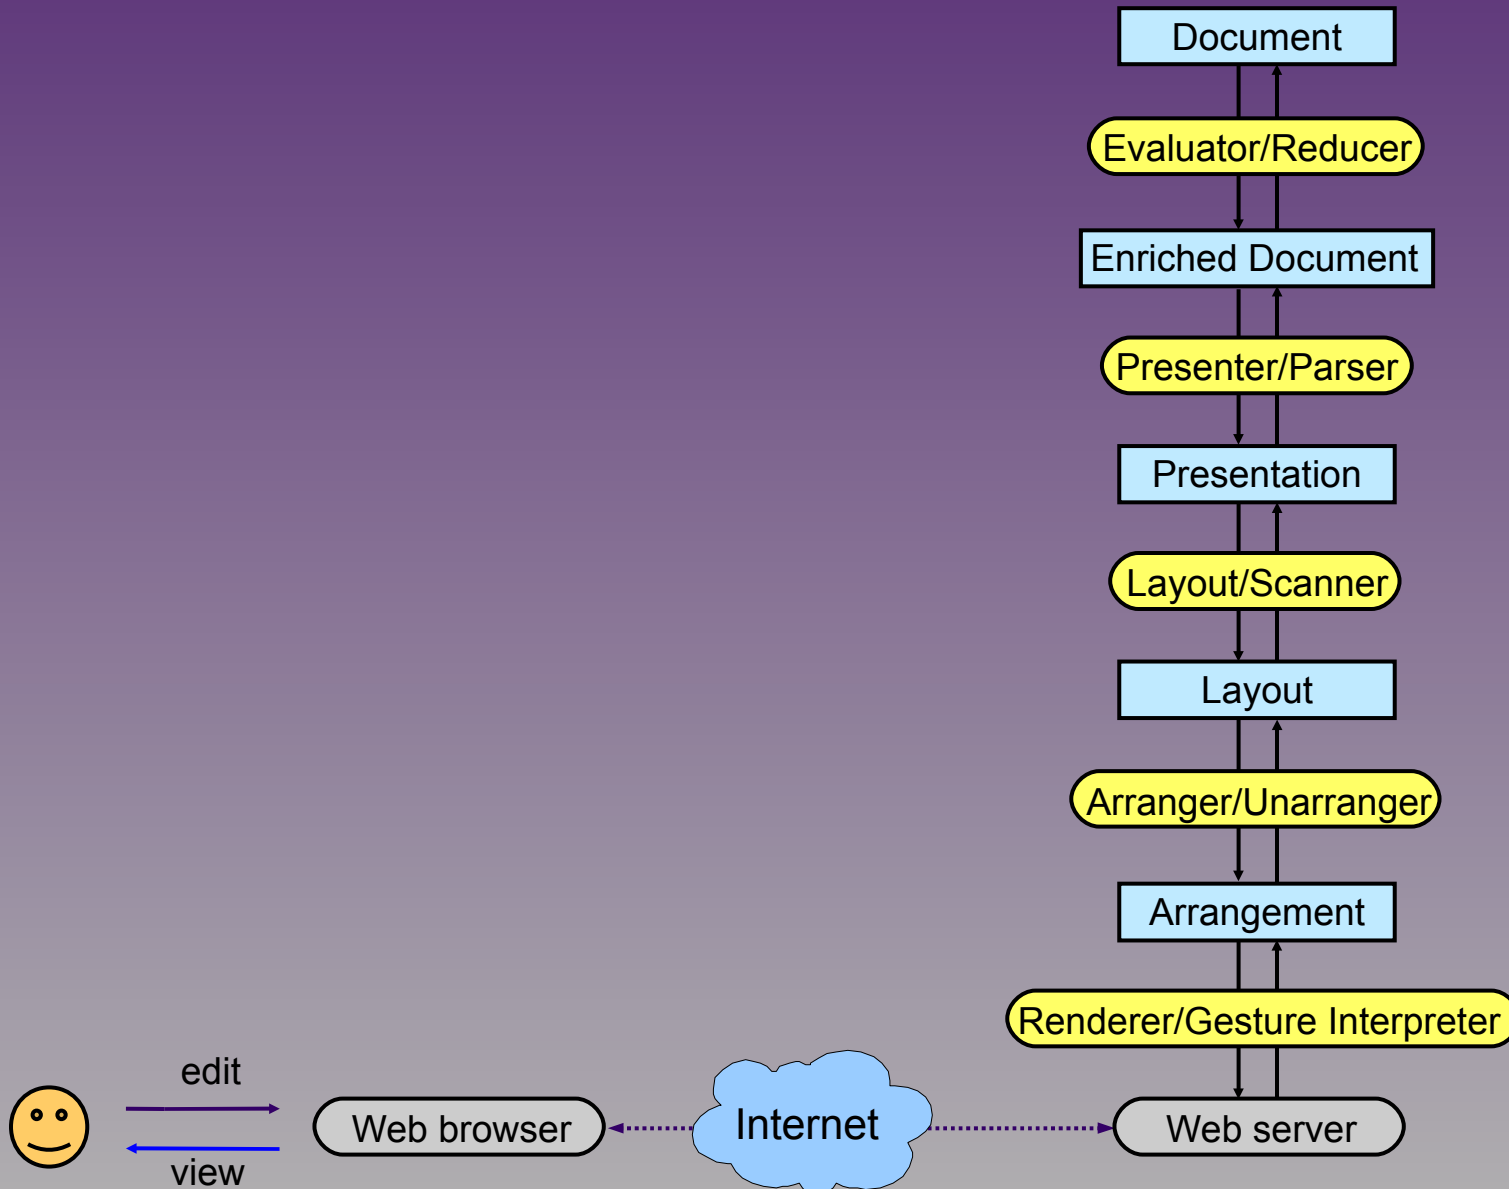 Document
Evaluator/Reducer
Enriched Document
Presenter/Parser
Presentation
Layout/Scanner
Layout
Arranger/Unarranger
Arrangement
Renderer/Gesture Interpreter
edit
Web browser
Internet
Web server
view